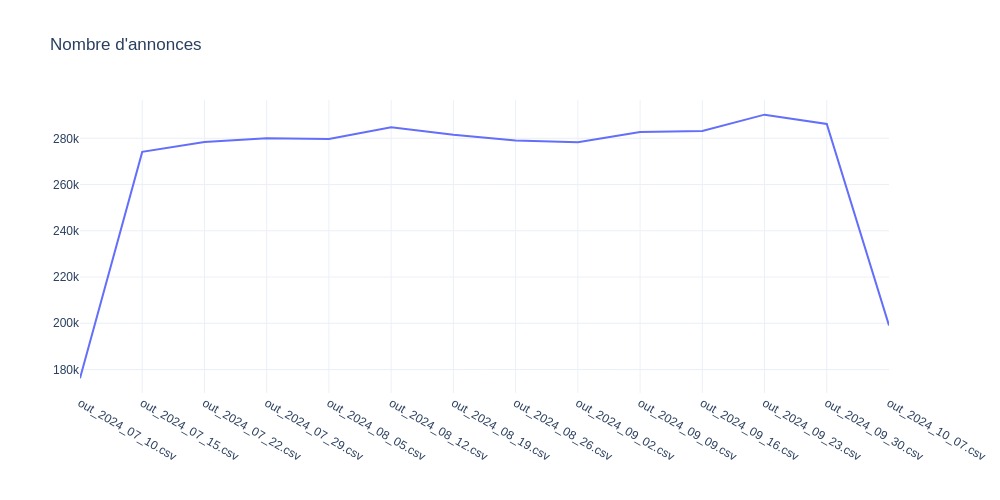 Nombre d'annonces
280k
260k
240k
220k
200k
180k
out_2024_07_10.csv
out_2024_07_15.csv
out_2024_07_22.csv
out_2024_07_29.csv
out_2024_08_05.csv
out_2024_08_12.csv
out_2024_08_19.csv
out_2024_08_26.csv
out_2024_09_02.csv
out_2024_09_09.csv
out_2024_09_16.csv
out_2024_09_23.csv
out_2024_09_30.csv
out_2024_10_07.csv